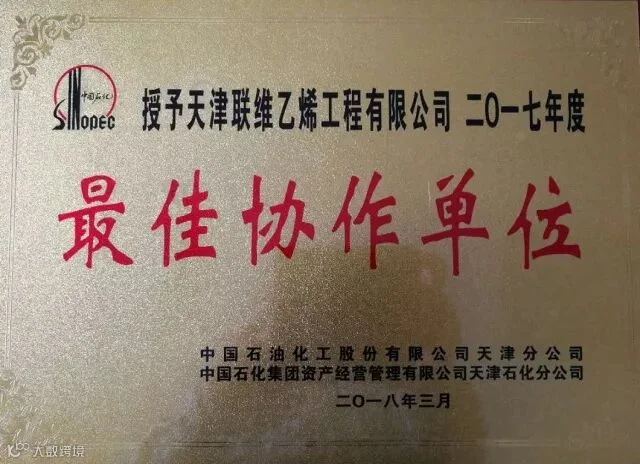 中国石化
SINOPEC
授予天津联维乙烯工程有限公司 二〇一七年度
最佳协作单位
中国石油化工股份有限公司天津分公司
中国石化集团资产经营管理有限公司天津石化分公司
二〇一八年三月
大数跨境